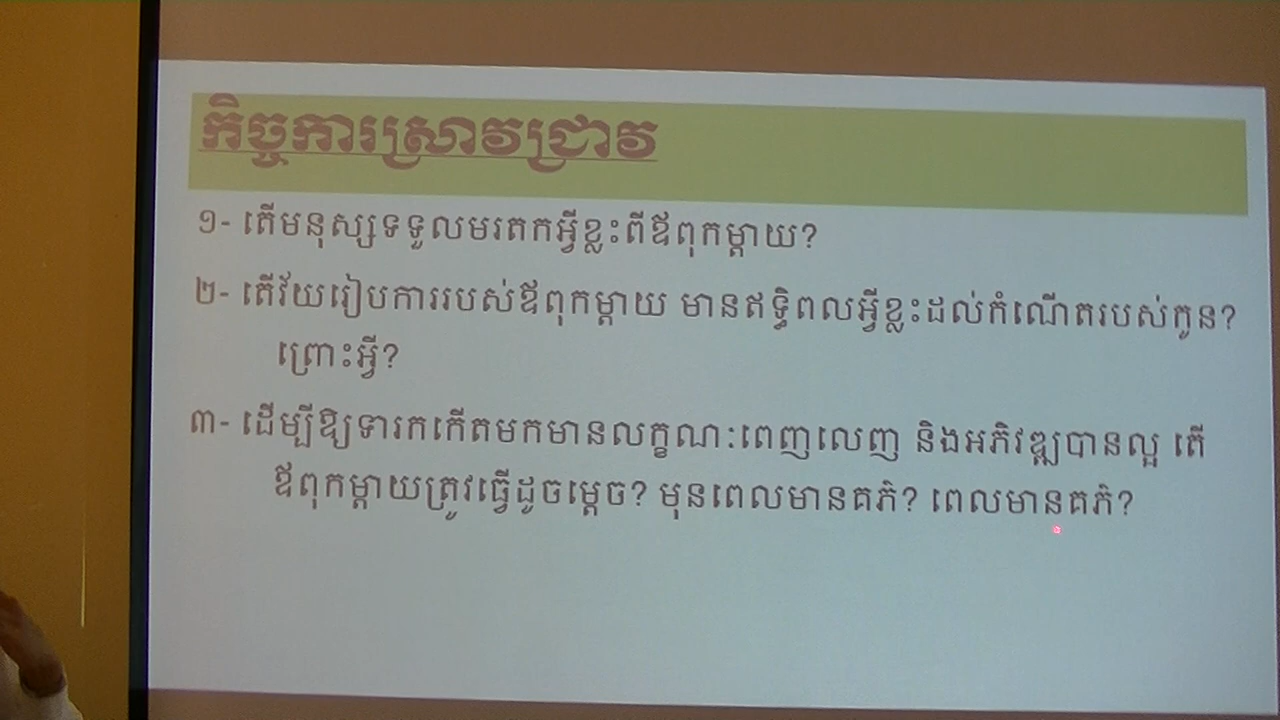 កិច្ចការស្រាវជ្រាវ
១- តើមនុស្សទទួលមរតកអ្វីខ្លះពីឪពុកម្ដាយ?
២- តើវ័យរៀបការរបស់ឪពុកម្ដាយ មានឥទ្ធិពលអ្វីខ្លះដល់កំណើតរបស់កូន?
ព្រោះអ្វី?
៣- ដើម្បីឱ្យទារកកើតមកមានលក្ខណៈពេញលេញ និងអភិវឌ្ឍបានល្អ តើ
ឪពុកម្ដាយត្រូវធ្វើដូចម្ដេច? មុនពេលមានគភ៌? ពេលមានគភ៌?